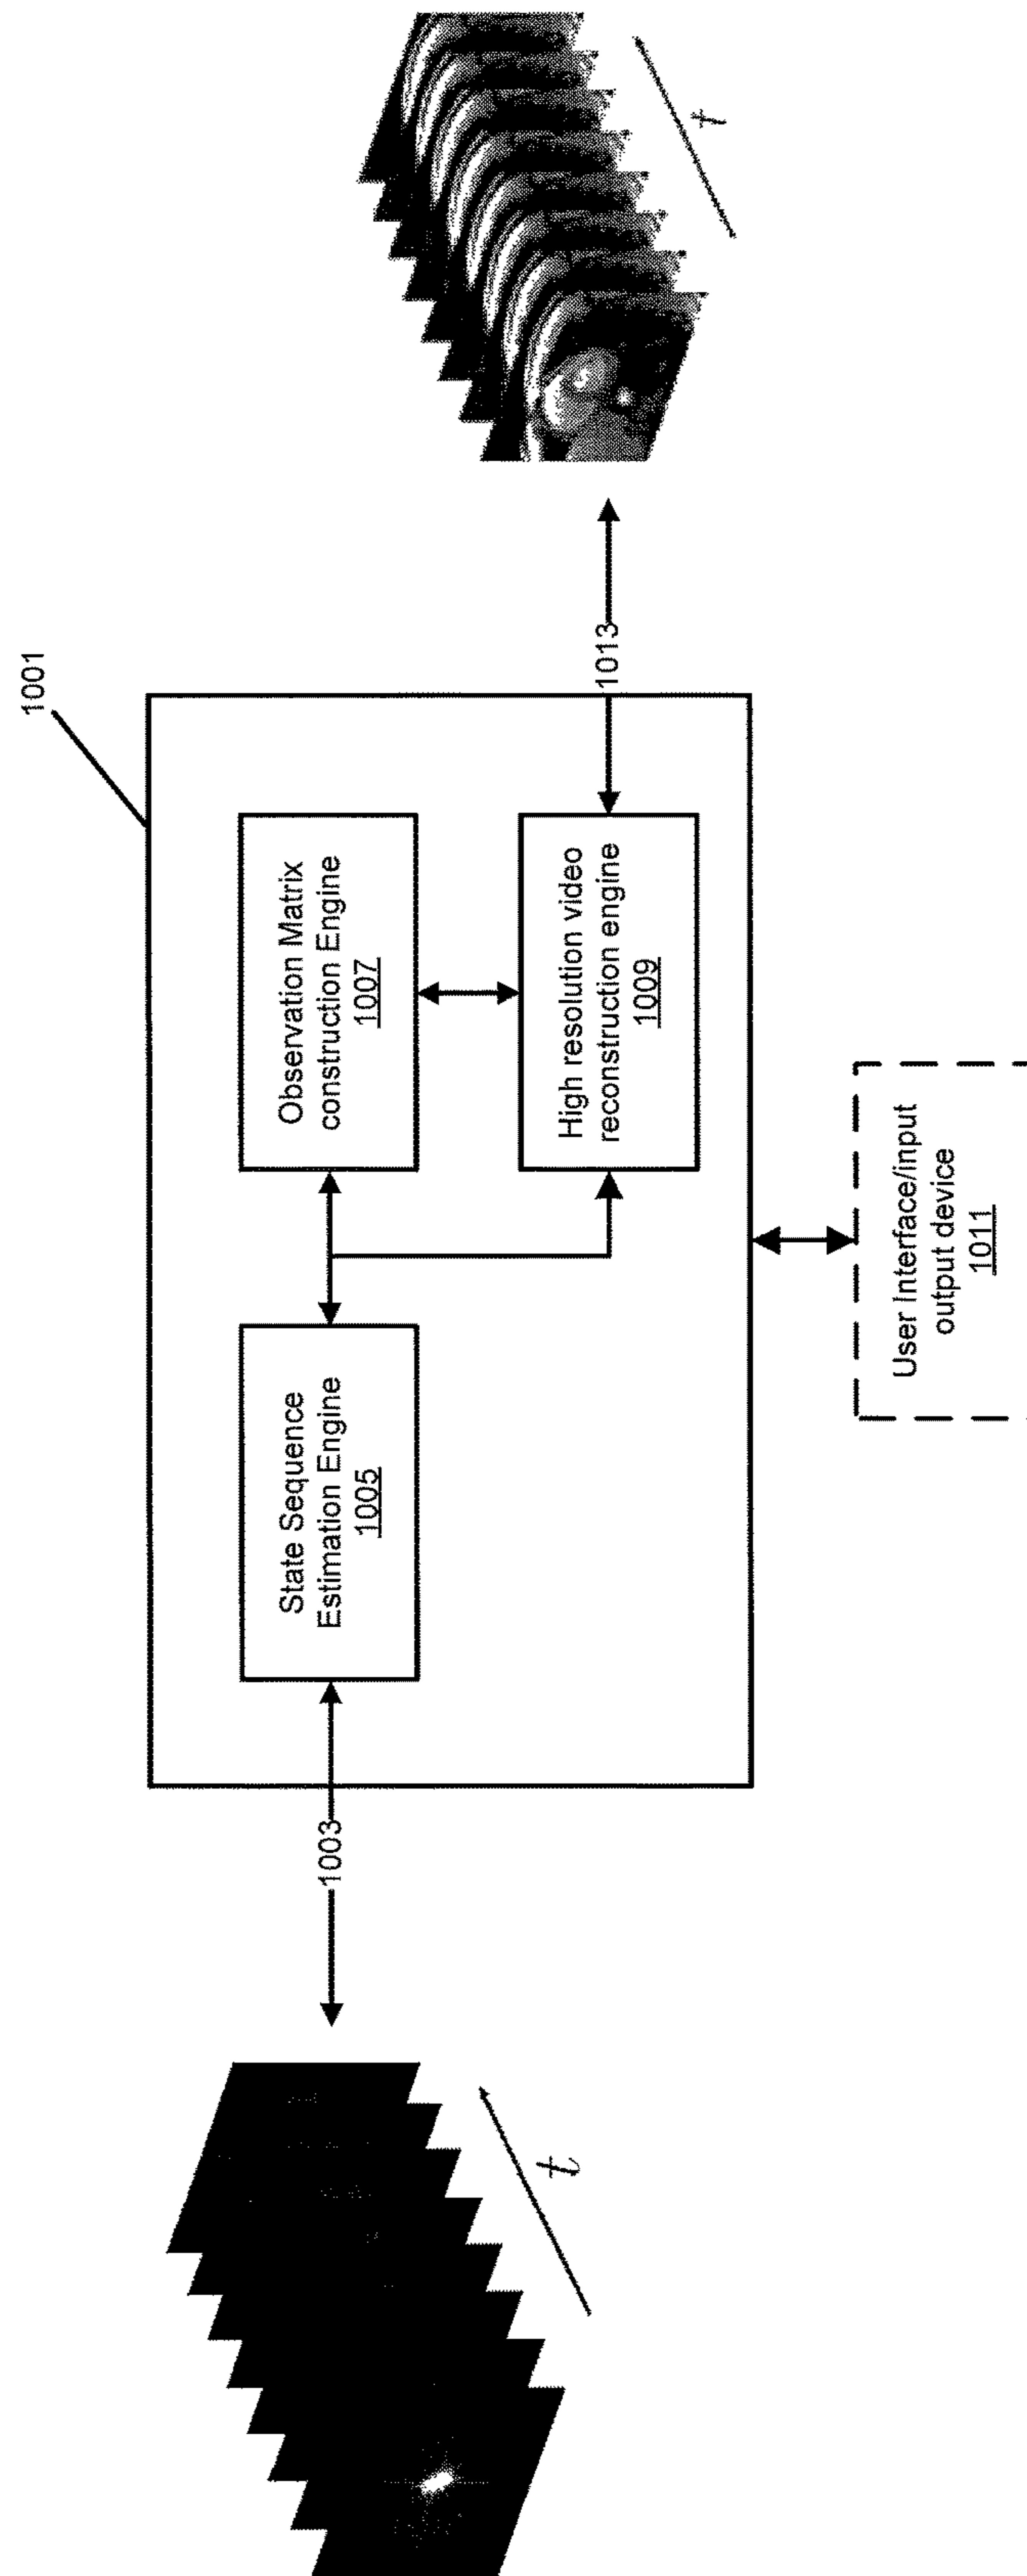 1001
t
1003
State Sequence
Estimation Engine
1005
Observation Matrix
construction Engine
1007
High resolution video
reconstruction engine
1009
1013
t
User Interface/input
output device
1011